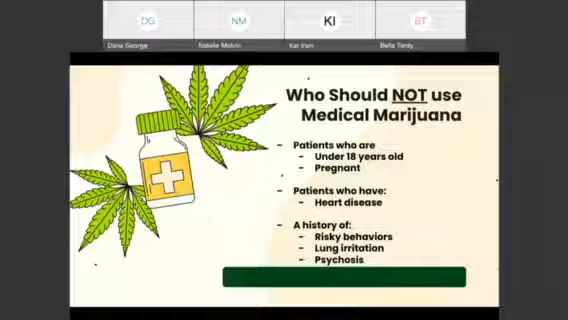 DG
NM
KI
BT
Dana George
Natalie Melvin
Kai Irani
Bella Tardy
Who Should NOT use
Medical Marijuana
- Patients who are
- Under 18 years old
- Pregnant
- Patients who have:
- Heart disease
- A history of:
- Risky behaviors
- Lung irritation
- Psychosis